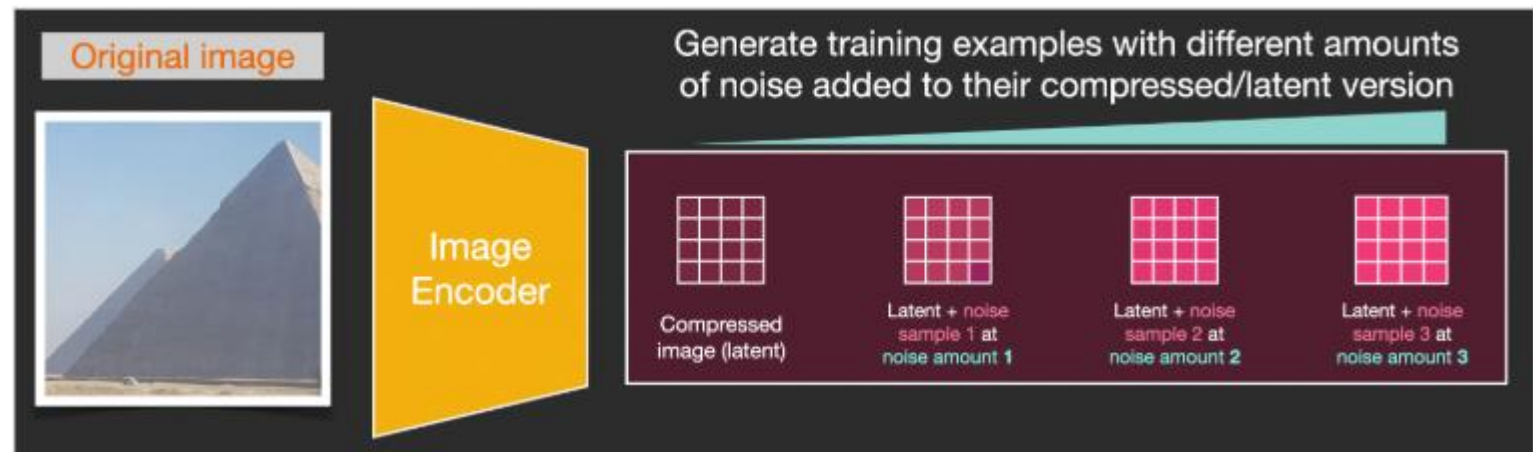 Original image
Generate training examples with different amounts
of noise added to their compressed/latent version
Image
Encoder
Compressed
image (latent)
Latent + noise
sample 1 at
noise amount 1
Latent + noise
sample 2 at
noise amount 2
Latent + noise
sample 3 at
noise amount 3